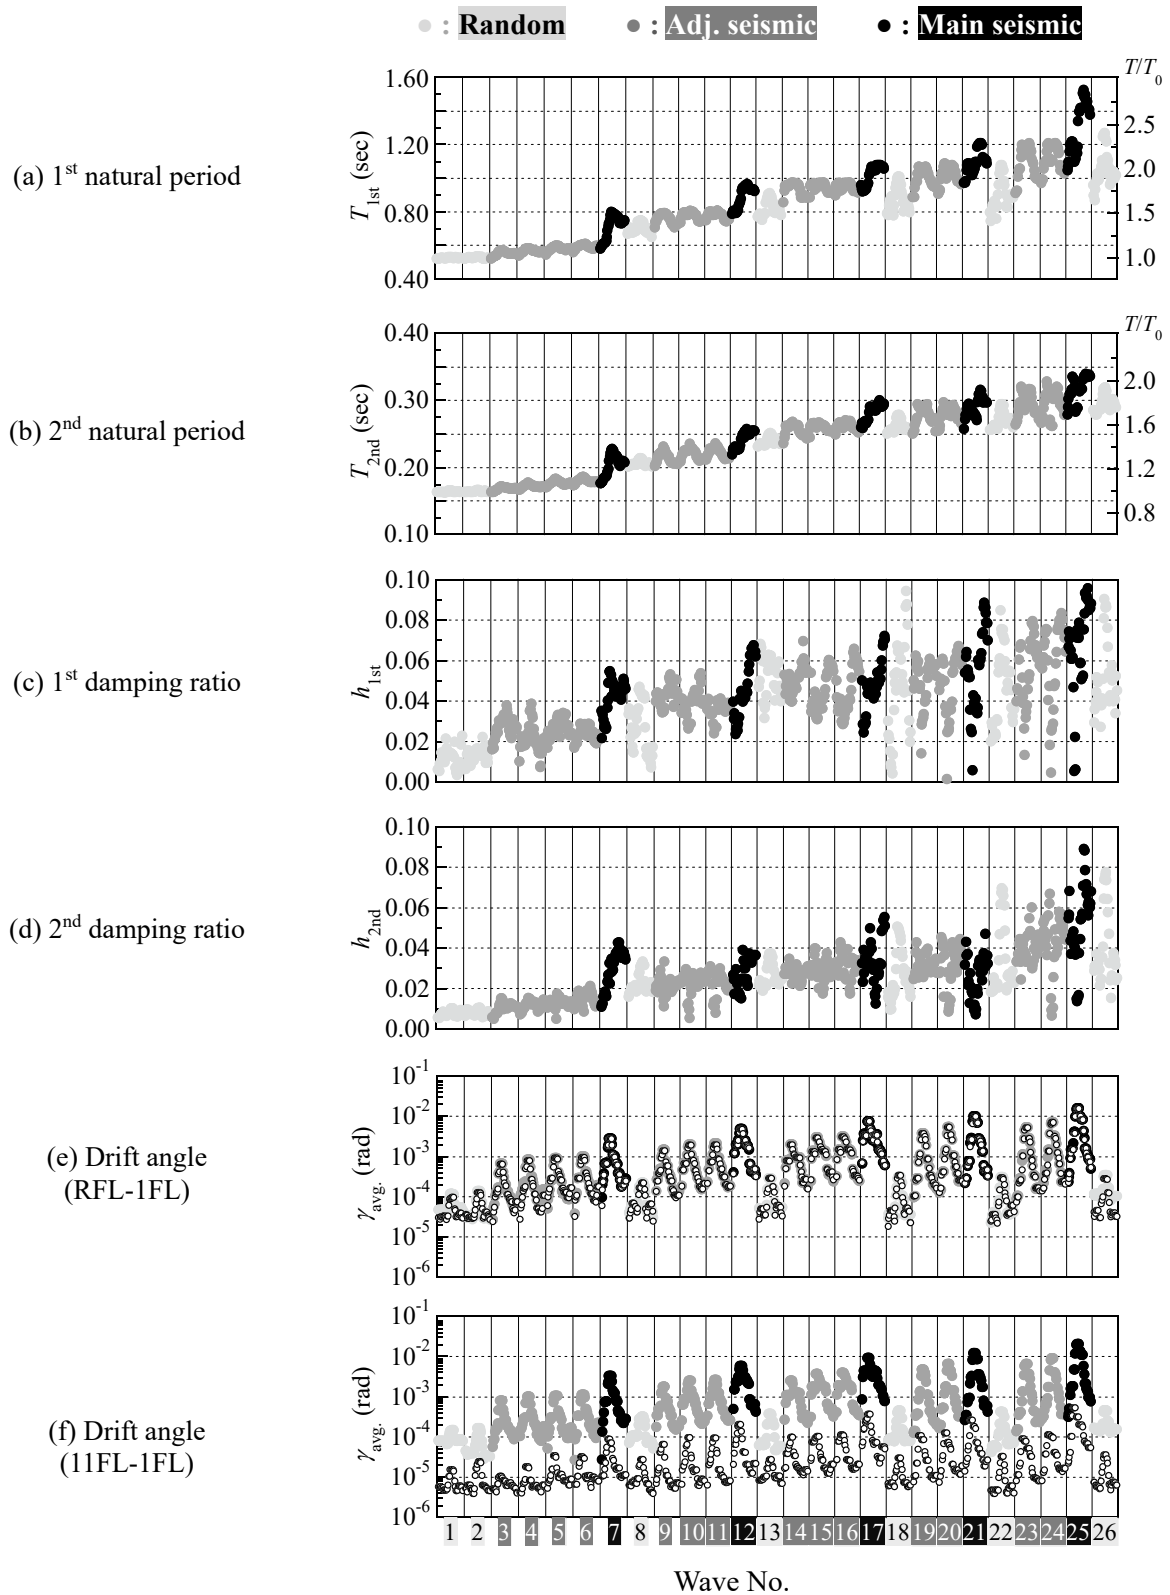 : Random : Adj. seismic : Main seismic
(a) 1st natural period
T1st (sec)
1.60
1.20
0.80
0.40
T/T0
2.5
2.0
1.5
1.0
(b) 2nd natural period
T2nd (sec)
0.40
0.30
0.20
0.10
T/T0
2.0
1.6
1.2
0.8
(c) 1st damping ratio
h1st
0.10
0.08
0.06
0.04
0.02
0.00
(d) 2nd damping ratio
h2nd
0.10
0.08
0.06
0.04
0.02
0.00
(e) Drift angle
(RFL-1FL)
γavg. (rad)
10-1
10-2
10-3
10-4
10-5
10-6
(f) Drift angle
(11FL-1FL)
γavg. (rad)
10-1
10-2
10-3
10-4
10-5
10-6
1 2 3 4 5 6 7 8 9 10 11 12 13 14 15 16 17 18 19 20 21 22 23 24 25 26
Wave No.